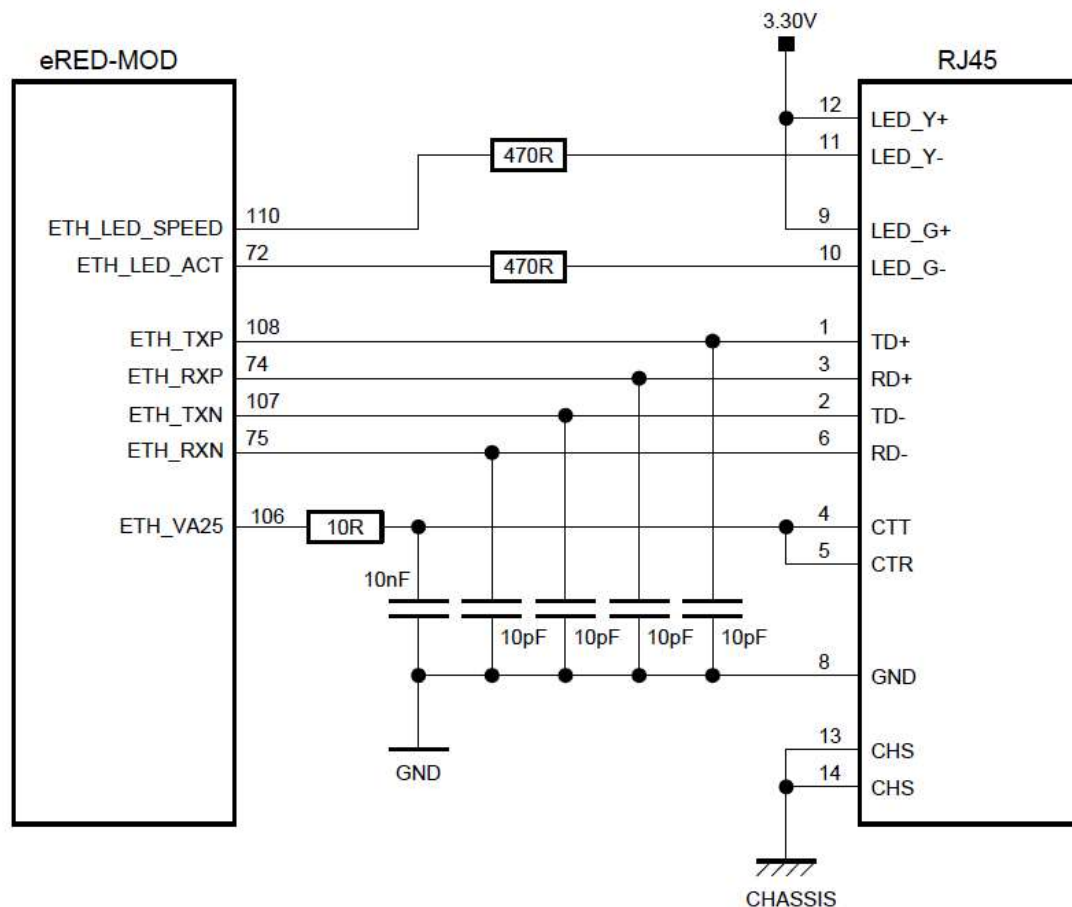 3.30V
eRED-MOD
RJ45
12
LED_Y+
11
LED_Y-
470R
ETH_LED_SPEED
110
9
LED_G+
ETH_LED_ACT
72
470R
10
LED_G-
ETH_TXP
108
1
TD+
ETH_RXP
74
3
RD+
ETH_TXN
107
2
TD-
ETH_RXN
75
6
RD-
ETH_VA25
106
10R
4
CTT
5
CTR
10nF
10pF
10pF
10pF
10pF
8
GND
13
CHS
14
CHS
GND
CHASSIS